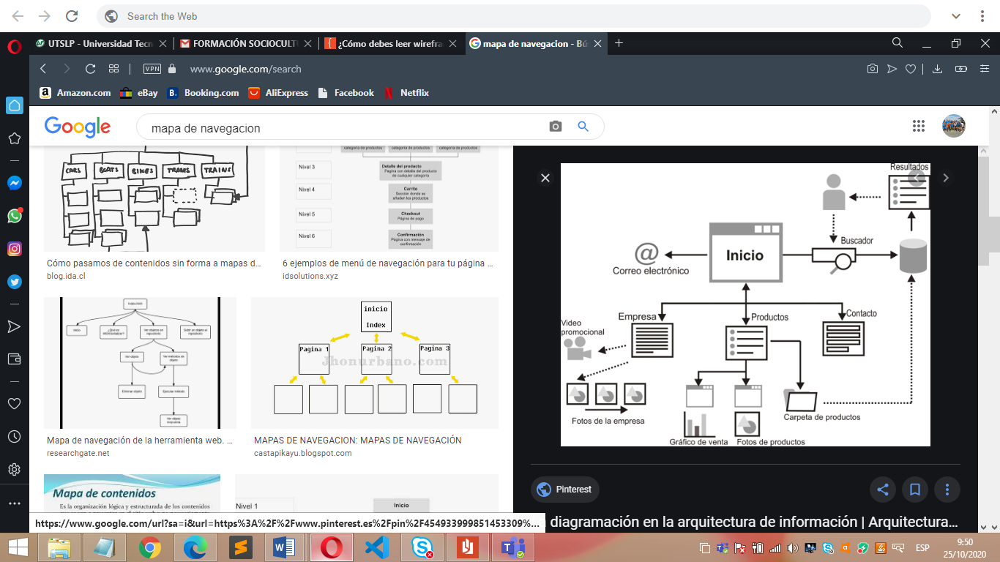 Search the Web
UTSLP - Universidad Tecn
FORMACIÓN SOCIOCULT
¿Cómo debes leer wirefra
mapa de navegacion - Bú
VPN
www.google.com/search
Amazon.com
eBay
Booking.com
AliExpress
Facebook
Netflix
Google
mapa de navegacion
CARS
BOATS
BIKES
TRAMS
TRAINS
Cómo pasamos de contenidos sin forma a mapas d...
blog.ida.cl
categoría de productos
categoría de productos
categoría de productos
Nivel 3
Detalle del producto
Página con detalle del producto
de cualquier categoría
Nivel 4
Carrito
Sección donde se
añaden los productos
Nivel 5
Checkout
Página de pago
Nivel 6
Confirmación
Página con mensaje de
confirmación
6 ejemplos de menú de navegación para tu página ...
idsolutions.xyz
Index.html
Inicio
Ver objetos en
repositorio
Subir un objeto al
repositorio
Ver objeto
Ver métodos de
objeto
Eliminar objeto
Ejecutar método
Ver objeto
respuesta
Mapa de navegación de la herramienta web. ...
researchgate.net
inicio
Index
Pagina 1
Pagina 2
Pagina 3
Jhonurbano.com
MAPAS DE NAVEGACION: MAPAS DE NAVEGACIÓN
castapikayu.blogspot.com
Mapa de contenidos
Es la organización lógica y estructurada de los contenidos
Nivel 1
Inicio
Resultados
Buscador
Inicio
@
Correo electrónico
Empresa
Productos
Contacto
Video
promocional
Fotos de la empresa
Gráfico de venta
Fotos de productos
Carpeta de productos
Pinterest
diagramación en la arquitectura de información | Arquitectura...
https://www.google.com/url?sa=i&url=https%3A%2F%2Fwww.pinterest.es%2Fpin%2F454933999851453309%...
ESP
9:50
25/10/2020